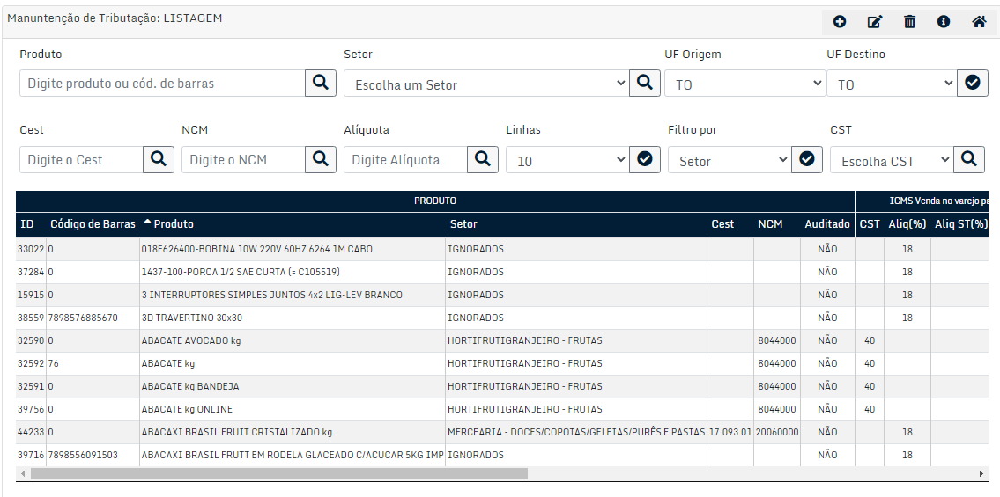 Manuntenção de Tributação: LISTAGEM
Produto Setor UF Origem UF Destino
Digite produto ou cód. de barras Escolha um Setor TO TO
Cest NCM Alíquota Linhas Filtro por CST
Digite o Cest Digite o NCM Digite Alíquota 10 Setor Escolha CST
PRODUTO ICMS Venda no varejo pa
ID Código de Barras Produto Setor Cest NCM Auditado CST Aliq(%) Aliq ST(%)
33022 0 018F626400-BOBINA 10W 220V 60HZ 6264 1M CABO IGNORADOS NÃO 18
37284 0 1437-100-PORCA 1/2 SAE CURTA (= C105519) IGNORADOS NÃO 18
15915 0 3 INTERRUPTORES SIMPLES JUNTOS 4x2 LIG-LEV BRANCO IGNORADOS NÃO 18
38559 7898576885670 3D TRAVERTINO 30x30 IGNORADOS NÃO 18
32590 0 ABACATE AVOCADO kg HORTIFRUTIGRANJEIRO - FRUTAS 8044000 NÃO 40
32592 76 ABACATE kg HORTIFRUTIGRANJEIRO - FRUTAS 8044000 NÃO 40
32591 0 ABACATE kg BANDEJA HORTIFRUTIGRANJEIRO - FRUTAS 8044000 NÃO 40
39756 0 ABACATE kg ONLINE HORTIFRUTIGRANJEIRO - FRUTAS 8044000 NÃO 40
44233 0 ABACAXI BRASIL FRUIT CRISTALIZADO kg MERCEARIA - DOCES/COPOTAS/GELEIAS/PURÊS E PASTAS 17.093.01 20060000 NÃO 18
39716 7898556091503 ABACAXI BRASIL FRUTT EM RODELA GLACEADO C/ACUCAR 5KG IMP IGNORADOS NÃO 18